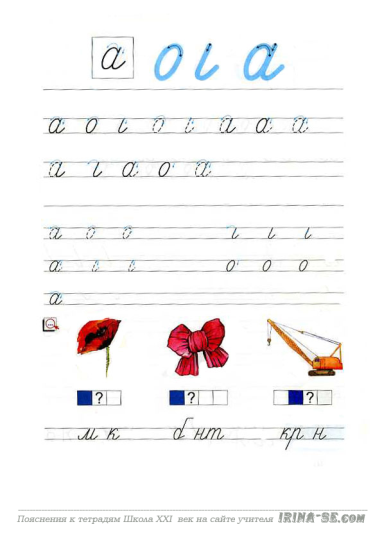 а о ι а
а о ι о ι а а а
а ι а о а
а о о ι ι ι
а ι ι о о о
а
? ? ?
м к б нт кр н
Пояснения к тетрадям Школа XXI век на сайте учителя IRINA-SE.COM